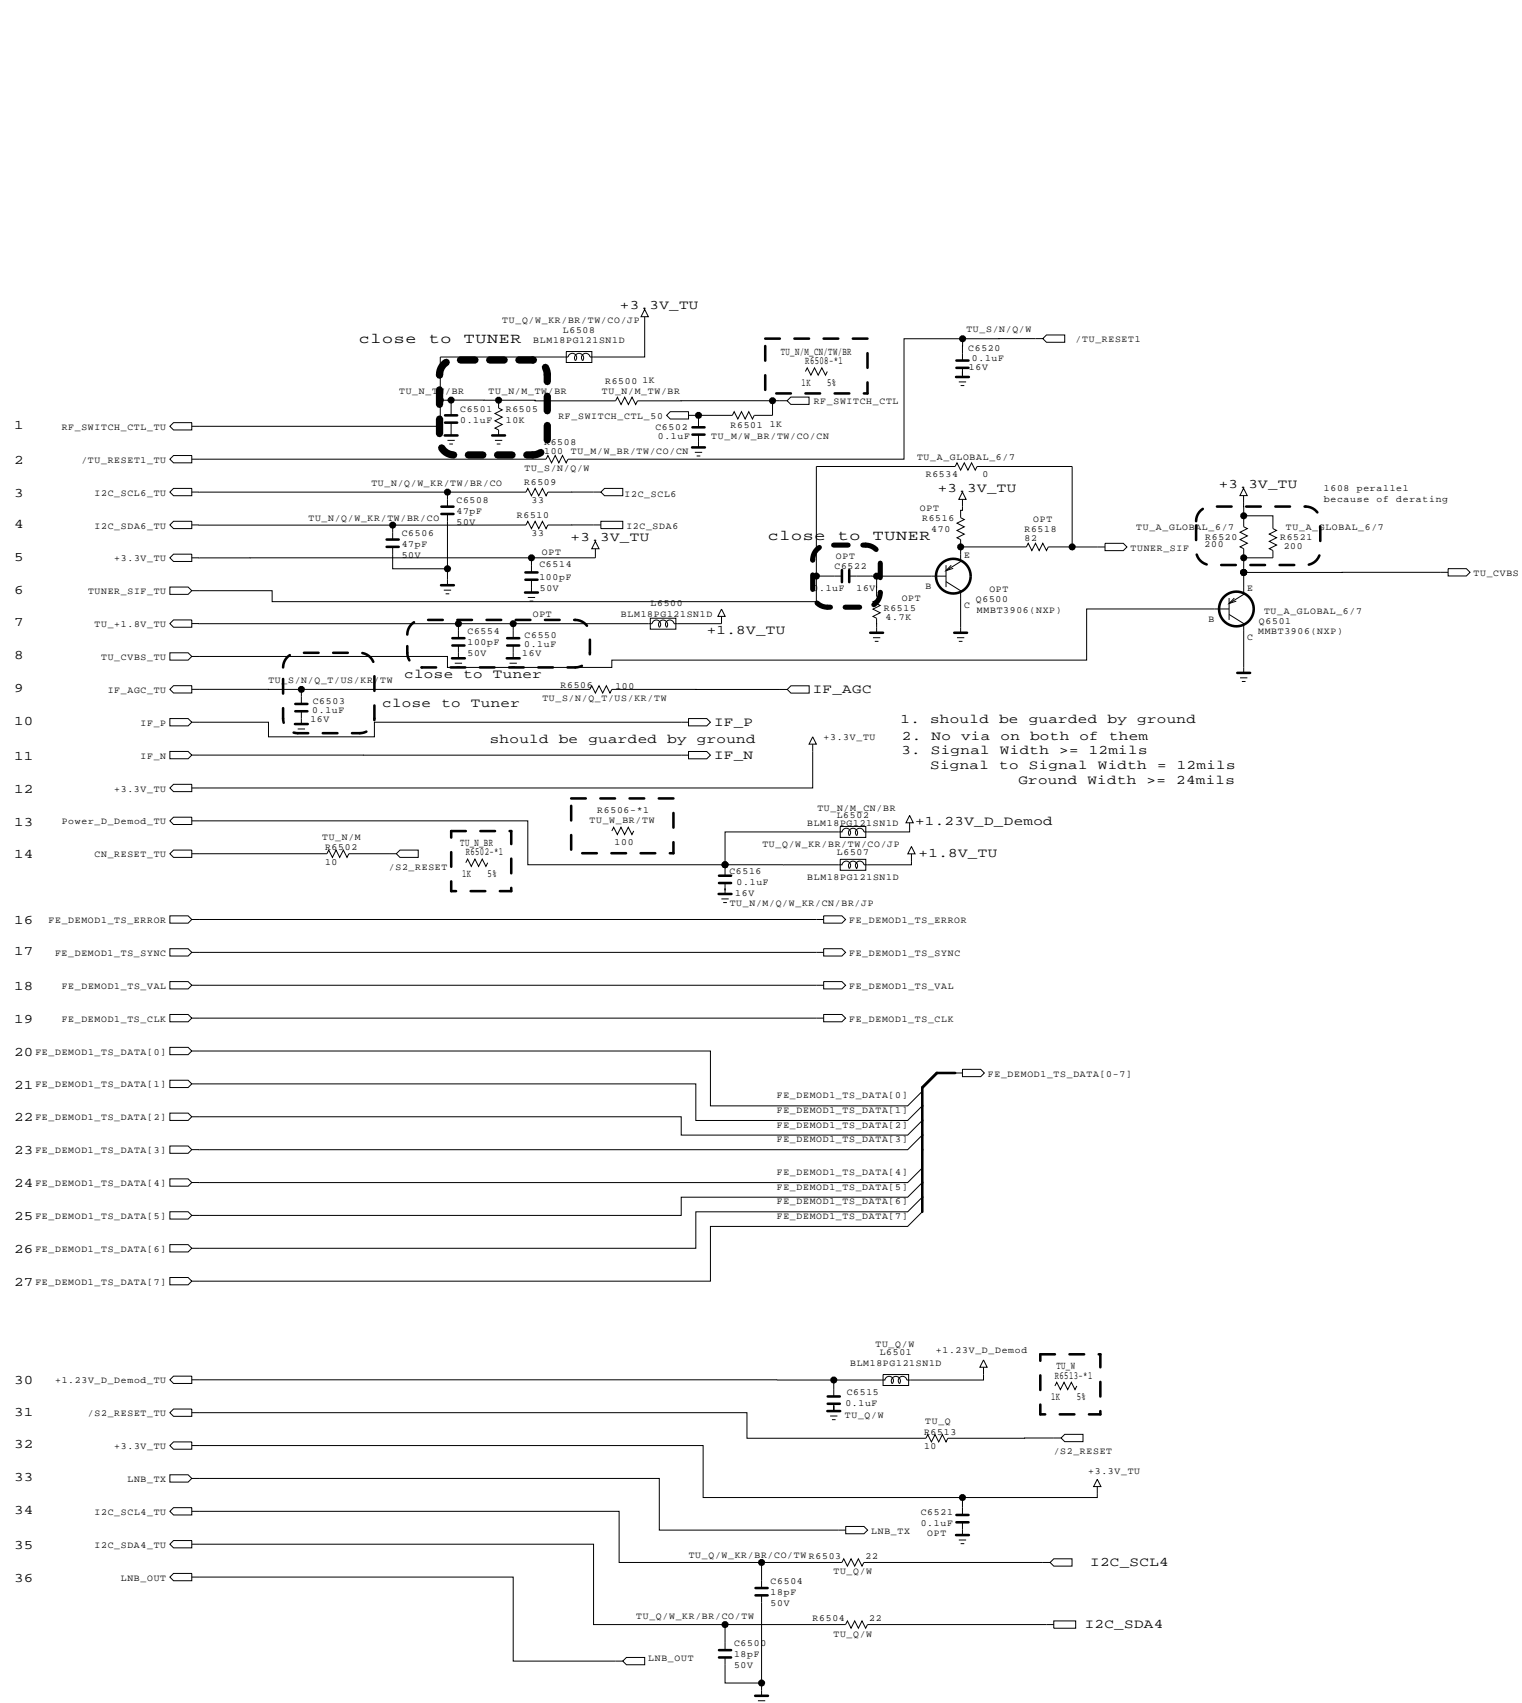 +3.3V_TU
TU_Q/W_KR/BR/TW/CO/JP
L6508
BLM18PG121SN1D
close to TUNER
TU_S/N/Q/W
/TU_RESET1
C6520
0.1uF
16V
TU_N/M_CN/TW/BR
R6508-*1
1K 5%
TU_N_TW/BR
TU_N/M_TW/BR
R6500 1K
TU_N/M_TW/BR
RF_SWITCH_CTL
C6501
0.1uF
R6505
10K
RF_SWITCH_CTL_50
R6501 1K
C6502
0.1uF
TU_M/W_BR/TW/CO/CN
1 RF_SWITCH_CTL_TU
R6508
100
TU_M/W_BR/TW/CO/CN
TU_S/N/Q/W
2 /TU_RESET1_TU
TU_A_GLOBAL_6/7
R6534 0
3 I2C_SCL6_TU
TU_N/Q/W_KR/TW/BR/CO
R6509
33
I2C_SCL6
C6508
47pF
50V
+3.3V_TU
OPT
R6516
470
OPT
R6518
82
TUNER_SIF
+3.3V_TU
1608 perallel
because of derating
TU_A_GLOBAL_6/7
R6520
200
TU_A_GLOBAL_6/7
R6521
200
TU_CVBS
4 I2C_SDA6_TU
TU_N/Q/W_KR/TW/BR/CO
R6510
33
I2C_SDA6
C6506
47pF
50V
+3.3V_TU
close to TUNER
5 +3.3V_TU
OPT
C6514
100pF
50V
OPT
C6522
0.1uF
16V
E
B
C
OPT
Q6500
MMBT3906(NXP)
OPT
R6515
4.7K
6 TUNER_SIF_TU
E
B
C
TU_A_GLOBAL_6/7
Q6501
MMBT3906(NXP)
7 TU_+1.8V_TU
OPT
L6500
BLM18PG121SN1D
+1.8V_TU
C6554
100pF
50V
C6550
0.1uF
16V
8 TU_CVBS_TU
close to Tuner
9 IF_AGC_TU
TU_S/N/Q_T/US/KR/TW
C6503
0.1uF
16V
close to Tuner
R6506 100
TU_S/N/Q_T/US/KR/TW
IF_AGC
10 IF_P
IF_P
should be guarded by ground
11 IF_N
IF_N
1. should be guarded by ground
2. No via on both of them
3. Signal Width >= 12mils
Signal to Signal Width = 12mils
Ground Width >= 24mils
12 +3.3V_TU
+3.3V_TU
13 Power_D_Demod_TU
R6506-*1
TU_W_BR/TW
100
TU_N/M_CN/BR
L6502
BLM18PG121SN1D
+1.23V_D_Demod
14 CN_RESET_TU
TU_N/M
R6502
10
/S2_RESET
TU_N_BR
R6502-*1
1K 5%
TU_Q/W_KR/BR/TW/CO/JP
L6507
BLM18PG121SN1D
+1.8V_TU
C6516
0.1uF
16V
TU_N/M/Q/W_KR/CN/BR/JP
16 FE_DEMOD1_TS_ERROR
FE_DEMOD1_TS_ERROR
17 FE_DEMOD1_TS_SYNC
FE_DEMOD1_TS_SYNC
18 FE_DEMOD1_TS_VAL
FE_DEMOD1_TS_VAL
19 FE_DEMOD1_TS_CLK
FE_DEMOD1_TS_CLK
20 FE_DEMOD1_TS_DATA[0]
21 FE_DEMOD1_TS_DATA[1]
22 FE_DEMOD1_TS_DATA[2]
23 FE_DEMOD1_TS_DATA[3]
24 FE_DEMOD1_TS_DATA[4]
25 FE_DEMOD1_TS_DATA[5]
26 FE_DEMOD1_TS_DATA[6]
27 FE_DEMOD1_TS_DATA[7]
FE_DEMOD1_TS_DATA[0-7]
FE_DEMOD1_TS_DATA[0]
FE_DEMOD1_TS_DATA[1]
FE_DEMOD1_TS_DATA[2]
FE_DEMOD1_TS_DATA[3]
FE_DEMOD1_TS_DATA[4]
FE_DEMOD1_TS_DATA[5]
FE_DEMOD1_TS_DATA[6]
FE_DEMOD1_TS_DATA[7]
30 +1.23V_D_Demod_TU
TU_Q/W
L6501
BLM18PG121SN1D
+1.23V_D_Demod
C6515
0.1uF
TU_Q/W
TU_W
R6513-*1
1K 5%
31 /S2_RESET_TU
TU_Q
R6513
10
/S2_RESET
32 +3.3V_TU
+3.3V_TU
C6521
0.1uF
OPT
33 LNB_TX
LNB_TX
34 I2C_SCL4_TU
TU_Q/W_KR/BR/CO/TW
R6503 22
TU_Q/W
I2C_SCL4
C6504
18pF
50V
35 I2C_SDA4_TU
TU_Q/W_KR/BR/CO/TW
R6504 22
TU_Q/W
I2C_SDA4
C6500
18pF
50V
36 LNB_OUT
LNB_OUT